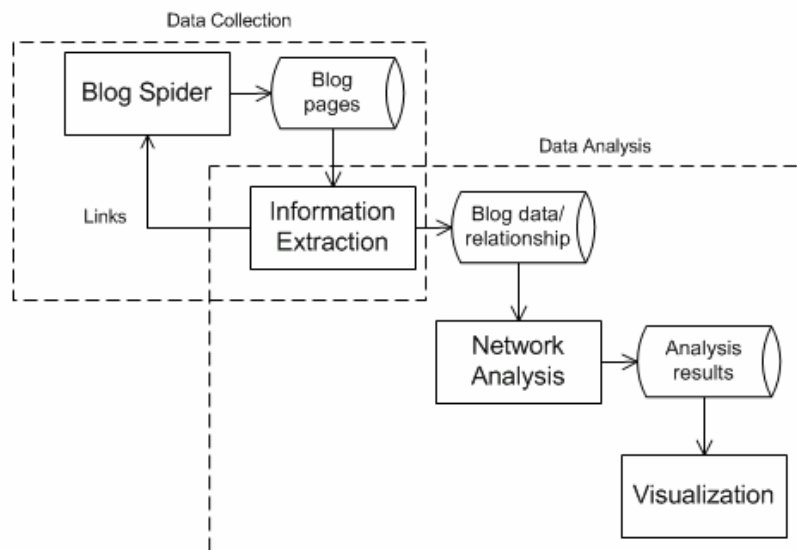 Data Collection
Blog Spider
Blog
pages
Data Analysis
Links
Information
Extraction
Blog data/
relationship
Network
Analysis
Analysis
results
Visualization